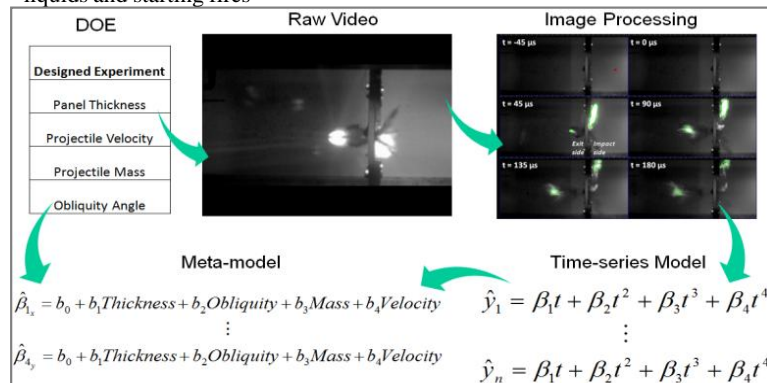 liquids and starting fires
DOE
Raw Video
Image Processing
Designed Experiment
Panel Thickness
Projectile Velocity
Projectile Mass
Obliquity Angle
t = -45 µs
t = 0 µs
t = 45 µs
t = 90 µs
Exit side
Impact side
t = 135 µs
t = 180 µs
Meta-model
Time-series Model
β̂₁ₓ = b₀ + b₁Thickness + b₂Obliquity + b₃Mass + b₄Velocity
⋮
β̂₄ᵧ = b₀ + b₁Thickness + b₂Obliquity + b₃Mass + b₄Velocity
ŷ₁ = β₁t + β₂t² + β₃t³ + β₄t⁴
⋮
ŷₙ = β₁t + β₂t² + β₃t³ + β₄t⁴